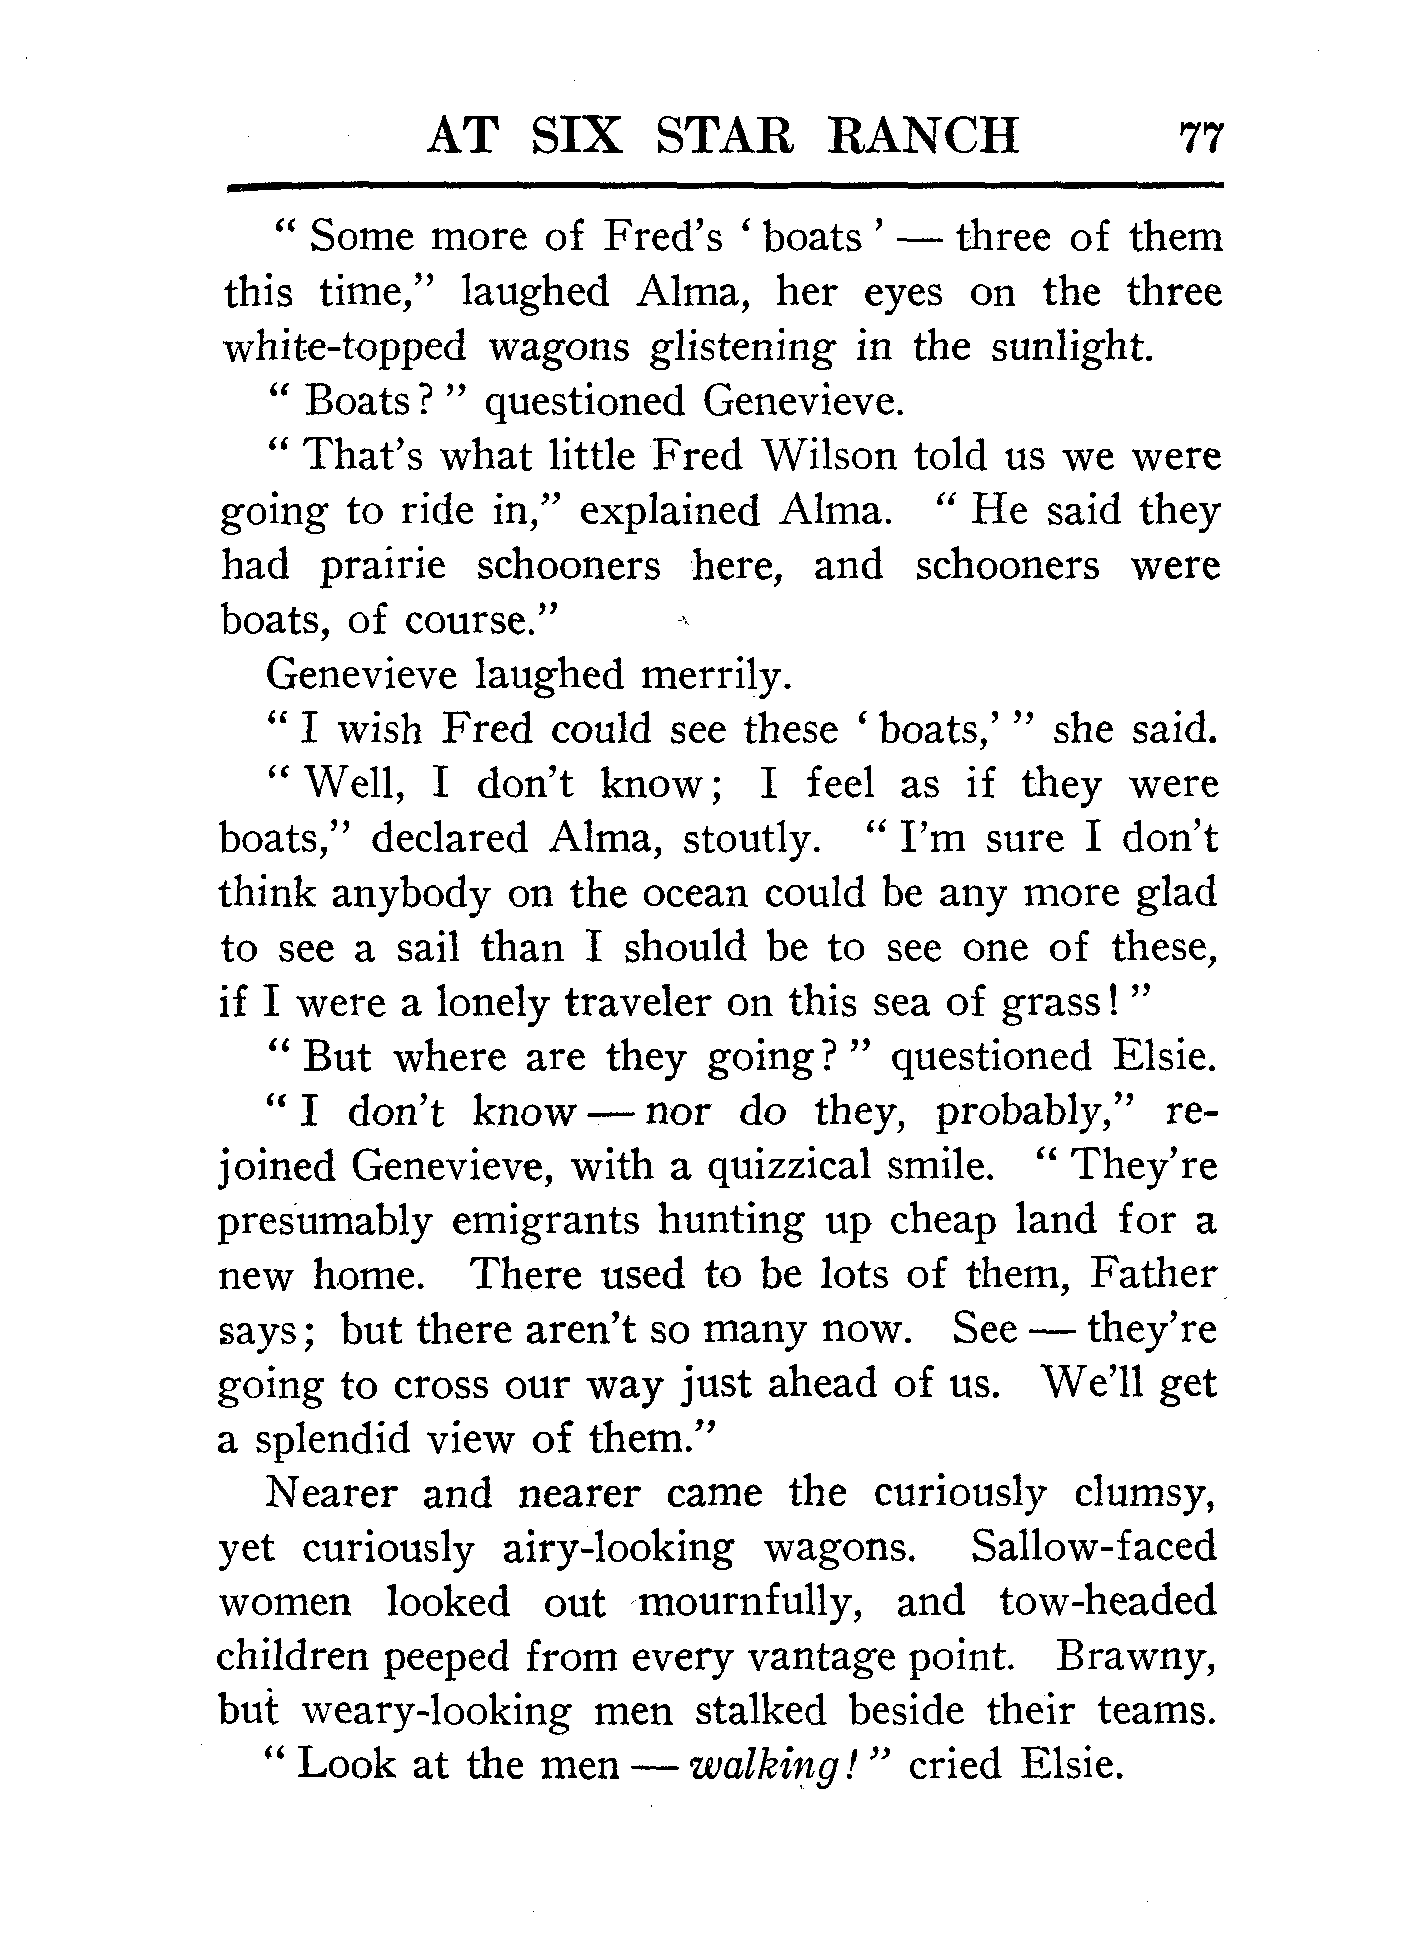 AT SIX STAR RANCH 77
“ Some more of Fred’s ‘ boats ’ — three of them
this time,” laughed Alma, her eyes on the three
white-topped wagons glistening in the sunlight.
“ Boats? ” questioned Genevieve.
“ That’s what little Fred Wilson told us we were
going to ride in,” explained Alma. “ He said they
had prairie schooners here, and schooners were
boats, of course.”
Genevieve laughed merrily.
“ I wish Fred could see these ‘ boats,’ ” she said.
“ Well, I don’t know; I feel as if they were
boats,” declared Alma, stoutly. “ I’m sure I don’t
think anybody on the ocean could be any more glad
to see a sail than I should be to see one of these,
if I were a lonely traveler on this sea of grass! ”
“ But where are they going? ” questioned Elsie.
“ I don’t know — nor do they, probably,” re-
joined Genevieve, with a quizzical smile. “ They’re
presumably emigrants hunting up cheap land for a
new home. There used to be lots of them, Father
says; but there aren’t so many now. See — they’re
going to cross our way just ahead of us. We’ll get
a splendid view of them.”
Nearer and nearer came the curiously clumsy,
yet curiously airy-looking wagons. Sallow-faced
women looked out mournfully, and tow-headed
children peeped from every vantage point. Brawny,
but weary-looking men stalked beside their teams.
“ Look at the men — walking! ” cried Elsie.